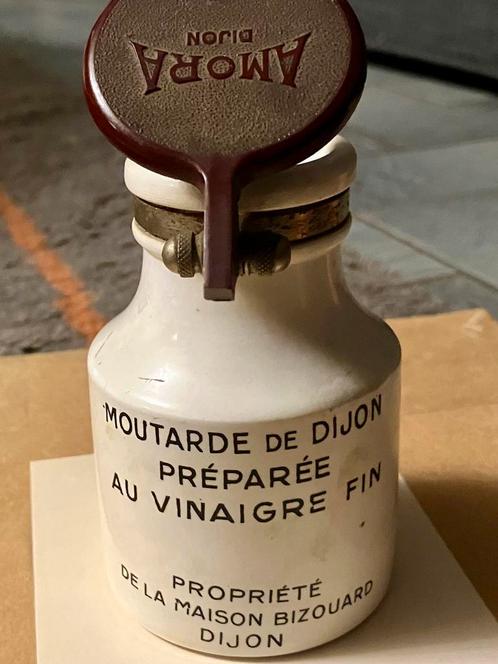 AMORA
DIJON
MOUTARDE DE DIJON
PRÉPARÉE
AU VINAIGRE FIN
PROPRIÉTÉ
DE LA MAISON BIZOUARD
DIJON